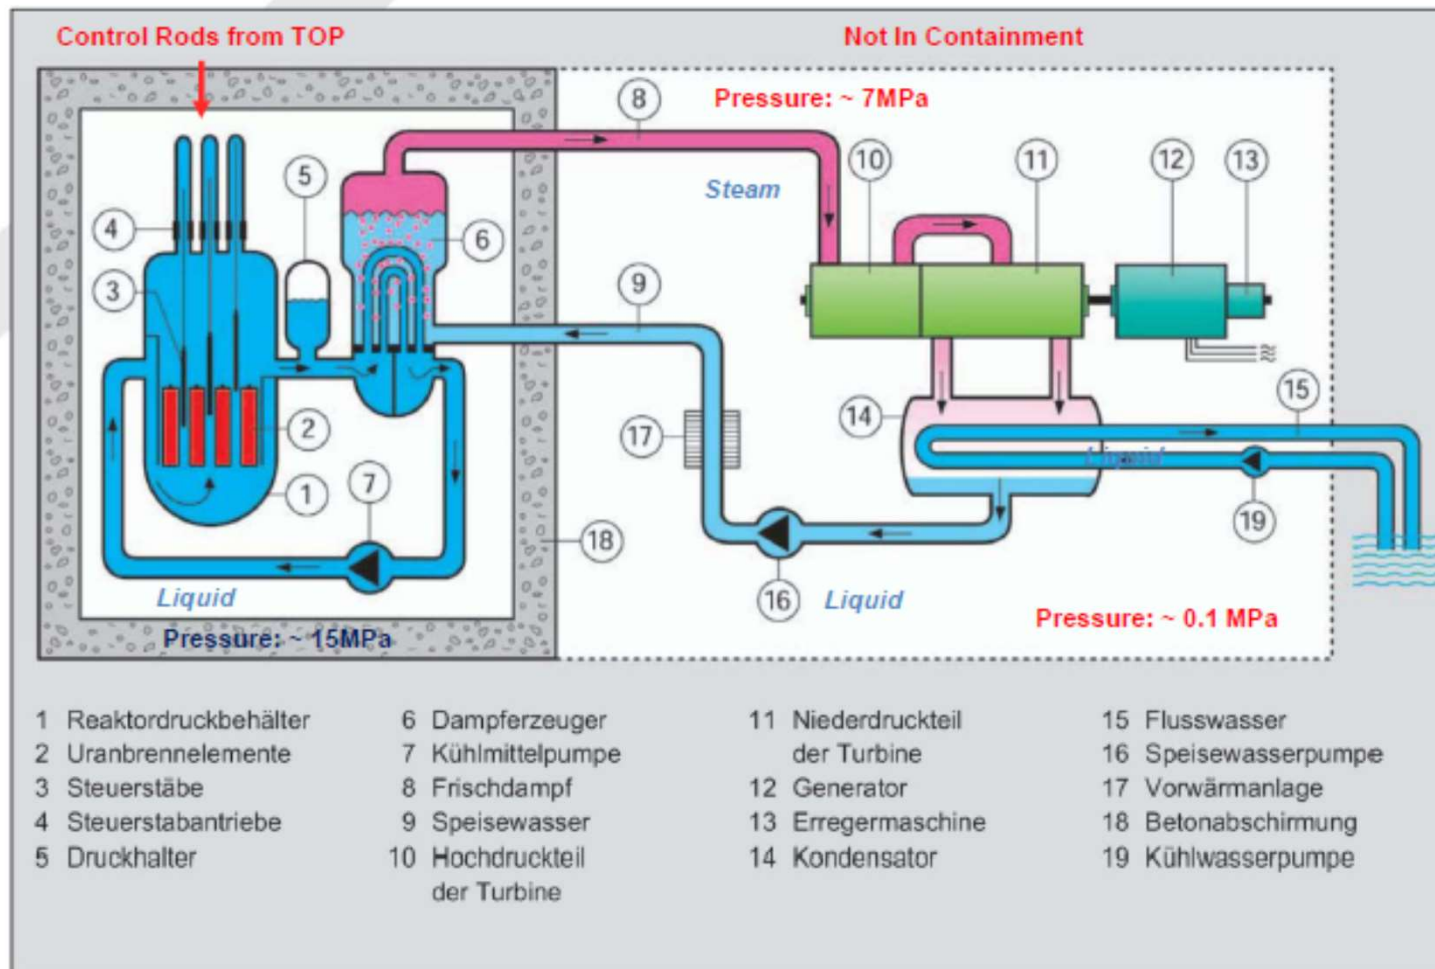 Control Rods from TOP
Not In Containment
Pressure: ~ 7MPa
8
10
11
12
13
5
Steam
4
6
3
9
15
2
17
14
Liquid
1
7
18
19
Liquid
16
Liquid
Pressure: ~ 0.1 MPa
Pressure: ~ 15MPa
1 Reaktordruckbehälter
2 Uranbrennelemente
3 Steuerstäbe
4 Steuerstabantriebe
5 Druckhalter
6 Dampferzeuger
7 Kühlmittelpumpe
8 Frischdampf
9 Speisewasser
10 Hochdruckteil
der Turbine
11 Niederdruckteil
der Turbine
12 Generator
13 Erregermaschine
14 Kondensator
15 Flusswasser
16 Speisewasserpumpe
17 Vorwärmanlage
18 Betonabschirmung
19 Kühlwasserpumpe